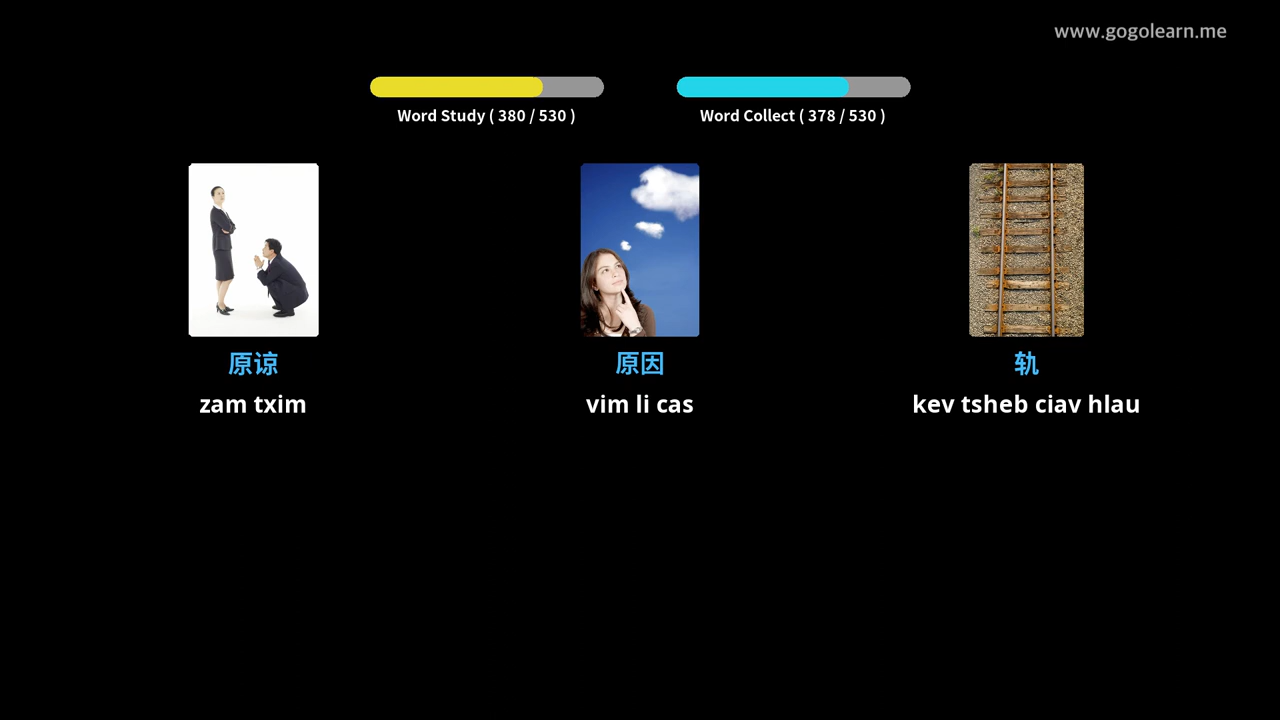 www.gogolearn.me
Word Study ( 380 / 530 )
Word Collect ( 378 / 530 )
原谅
原因
轨
zam txim
vim li cas
kev tsheb ciav hlau